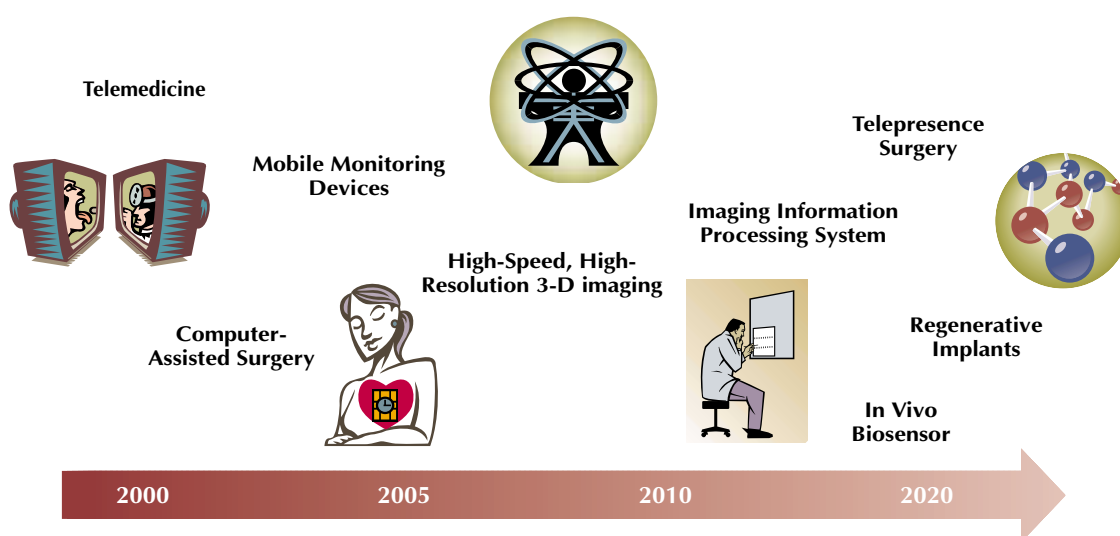 Telemedicine
Mobile Monitoring
Devices
Telepresence
Surgery
Imaging Information
Processing System
High-Speed, High-
Resolution 3-D imaging
Computer-
Assisted Surgery
Regenerative
Implants
In Vivo
Biosensor
2000
2005
2010
2020